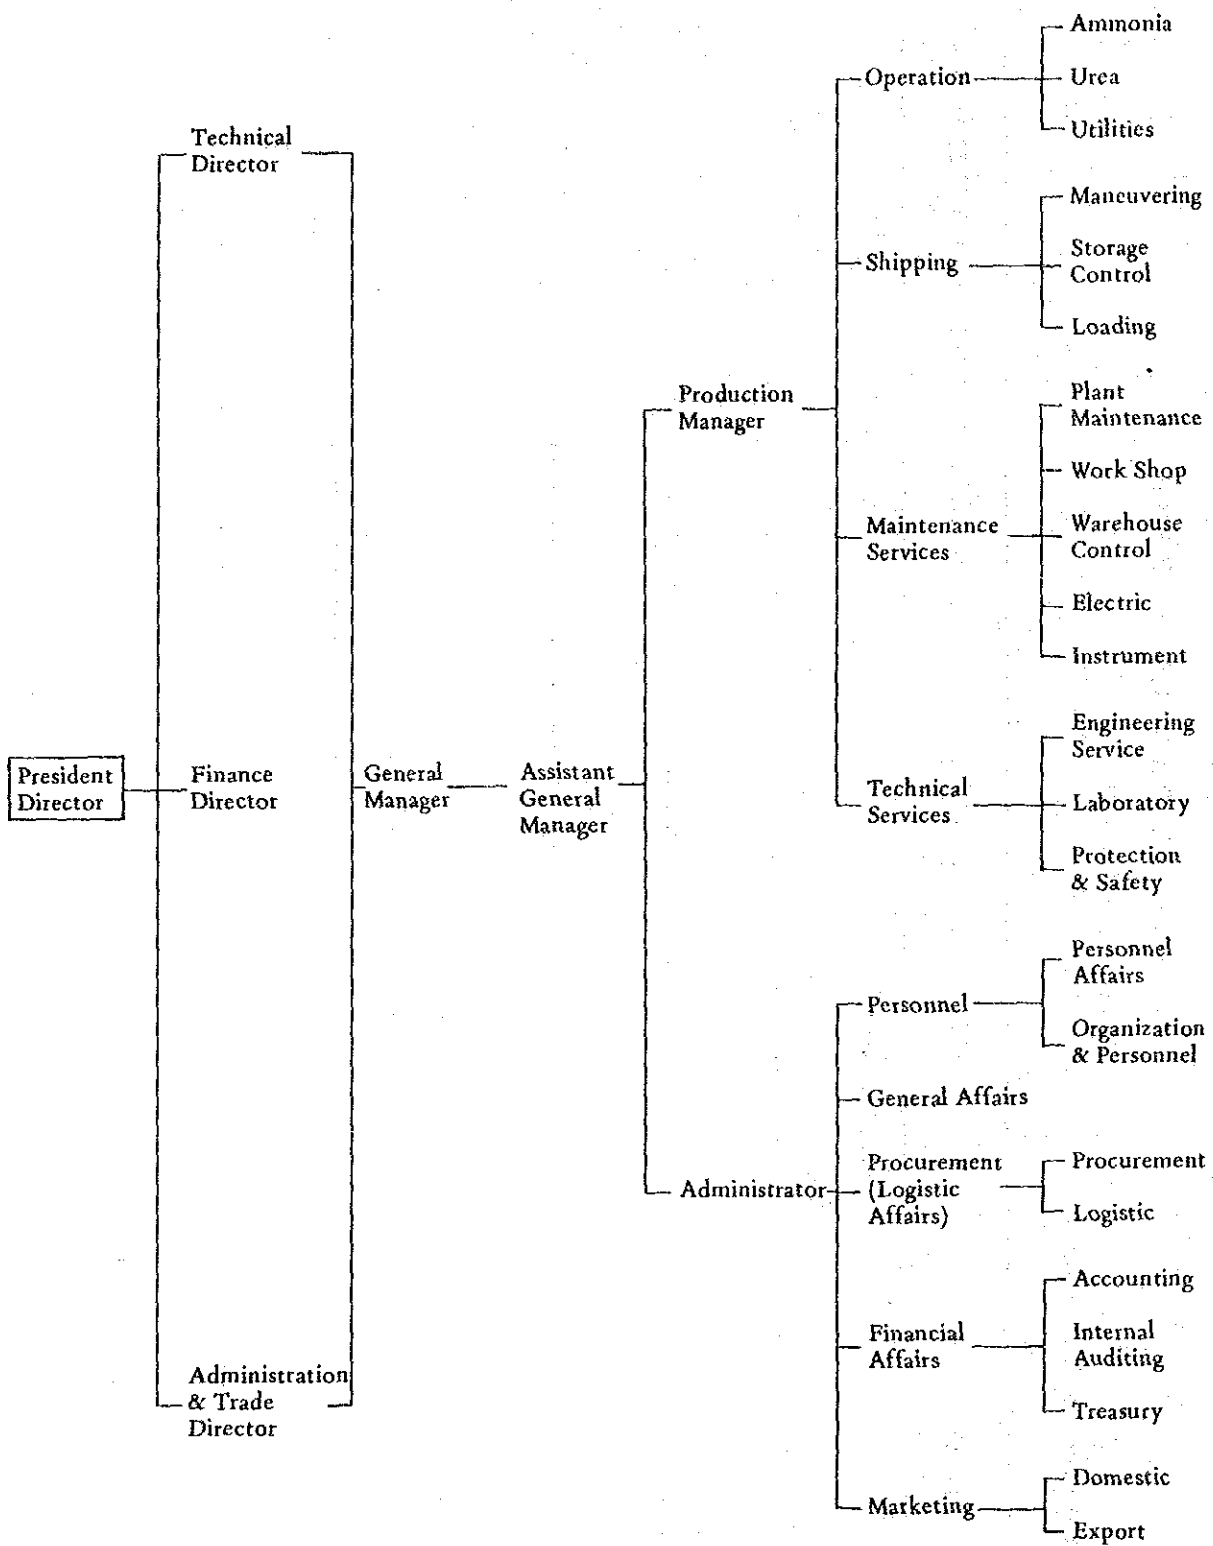 President
Director
Technical
Director
Finance
Director
Administration
& Trade
Director
General
Manager
Assistant
General
Manager
Production
Manager
Administrator
Operation
Shipping
Maintenance
Services
Technical
Services
Personnel
General Affairs
Procurement
(Logistic
Affairs)
Financial
Affairs
Marketing
Ammonia
Urea
Utilities
Maneuvering
Storage
Control
Loading
Plant
Maintenance
Work Shop
Warehouse
Control
Electric
Instrument
Engineering
Service
Laboratory
Protection
& Safety
Personnel
Affairs
Organization
& Personnel
Procurement
Logistic
Accounting
Internal
Auditing
Treasury
Domestic
Export